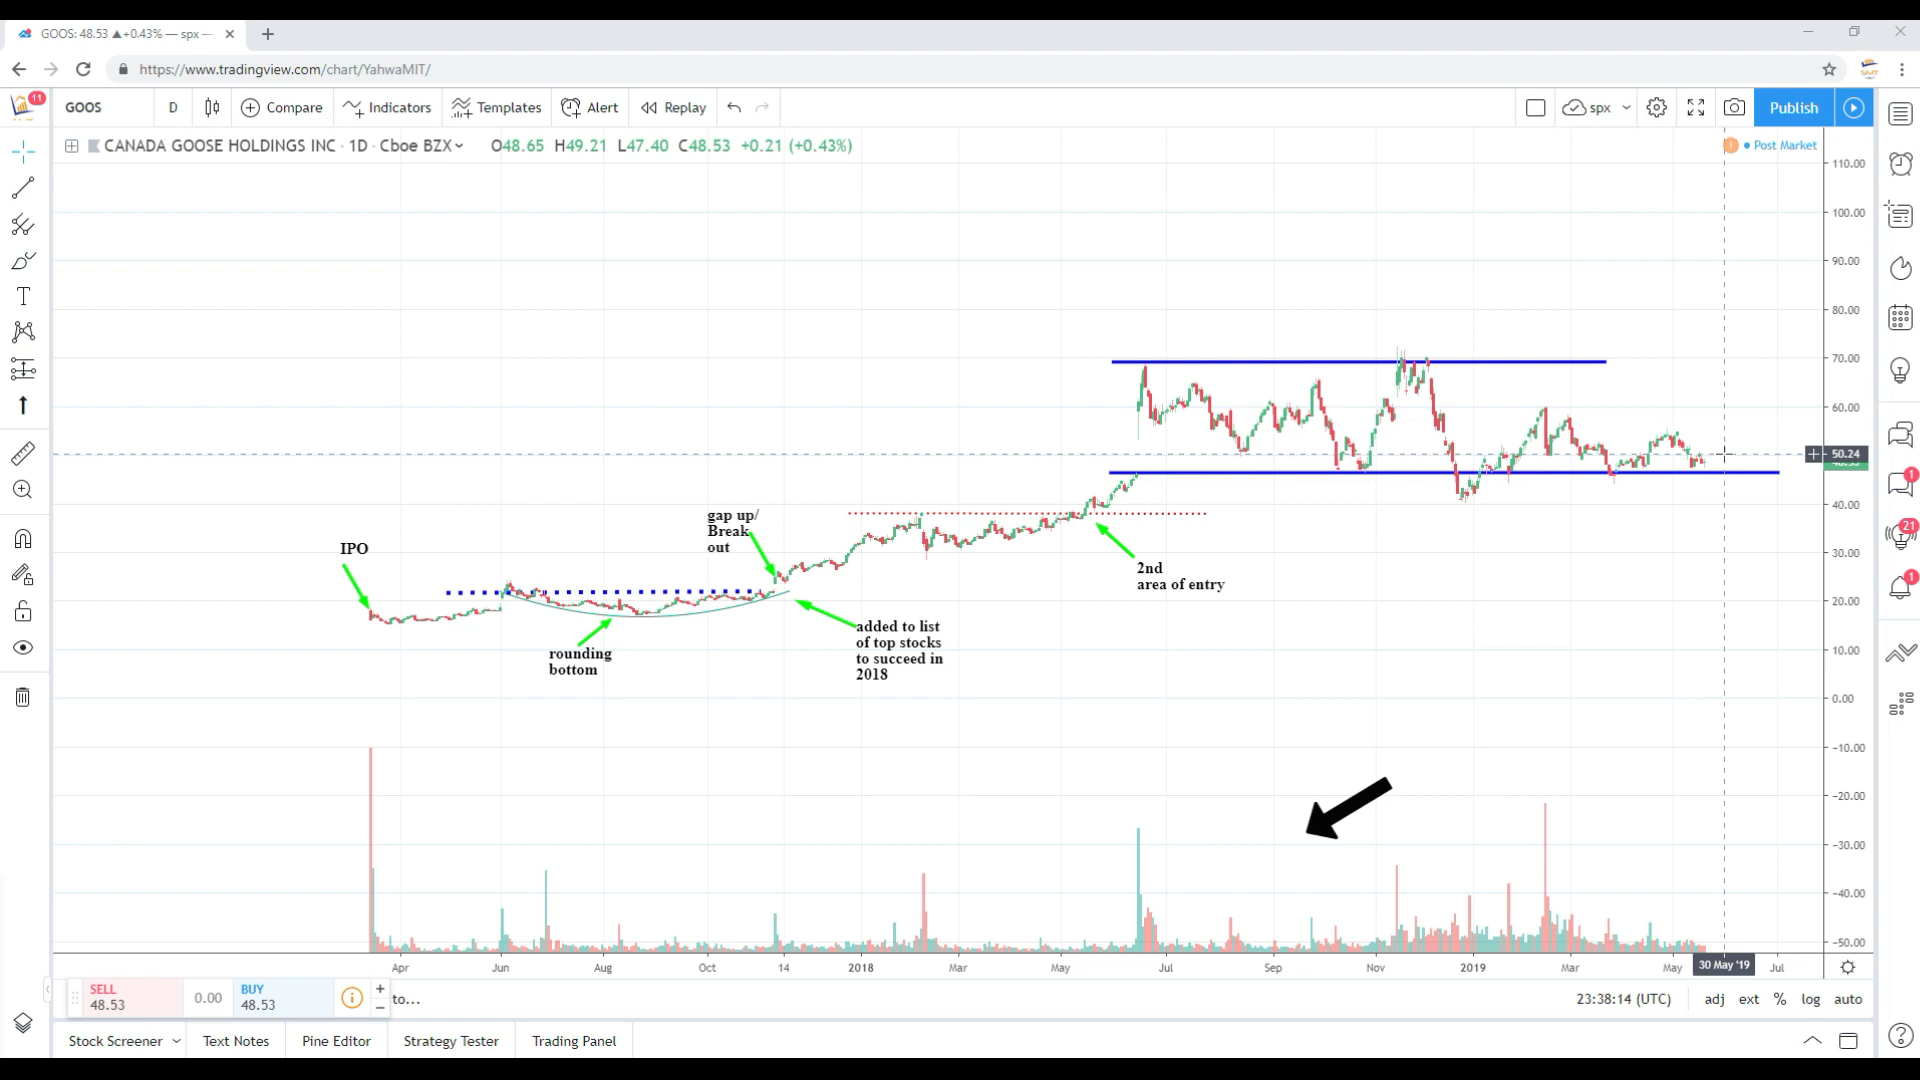 GOOS: 48.53 ▲+0.43% — spx —
https://www.tradingview.com/chart/YahwaMIT/
SMT
11
GOOS D Compare Indicators Templates Alert Replay spx Publish
CANADA GOOSE HOLDINGS INC · 1D · Cboe BZX O48.65 H49.21 L47.40 C48.53 +0.21 (+0.43%)
Post Market
110.00
100.00
90.00
80.00
70.00
60.00
50.24
40.00
30.00
20.00
10.00
0.00
-10.00
-20.00
-30.00
-40.00
-50.00
IPO
gap up/
Break
out
rounding
bottom
added to list
of top stocks
to succeed in
2018
2nd
area of entry
1
21
1
Apr Jun Aug Oct 14 2018 Mar May Jul Sep Nov 2019 Mar May 30 May '19 Jul
SELL
48.53
0.00
BUY
48.53
to...
23:38:14 (UTC) adj ext % log auto
Stock Screener Text Notes Pine Editor Strategy Tester Trading Panel